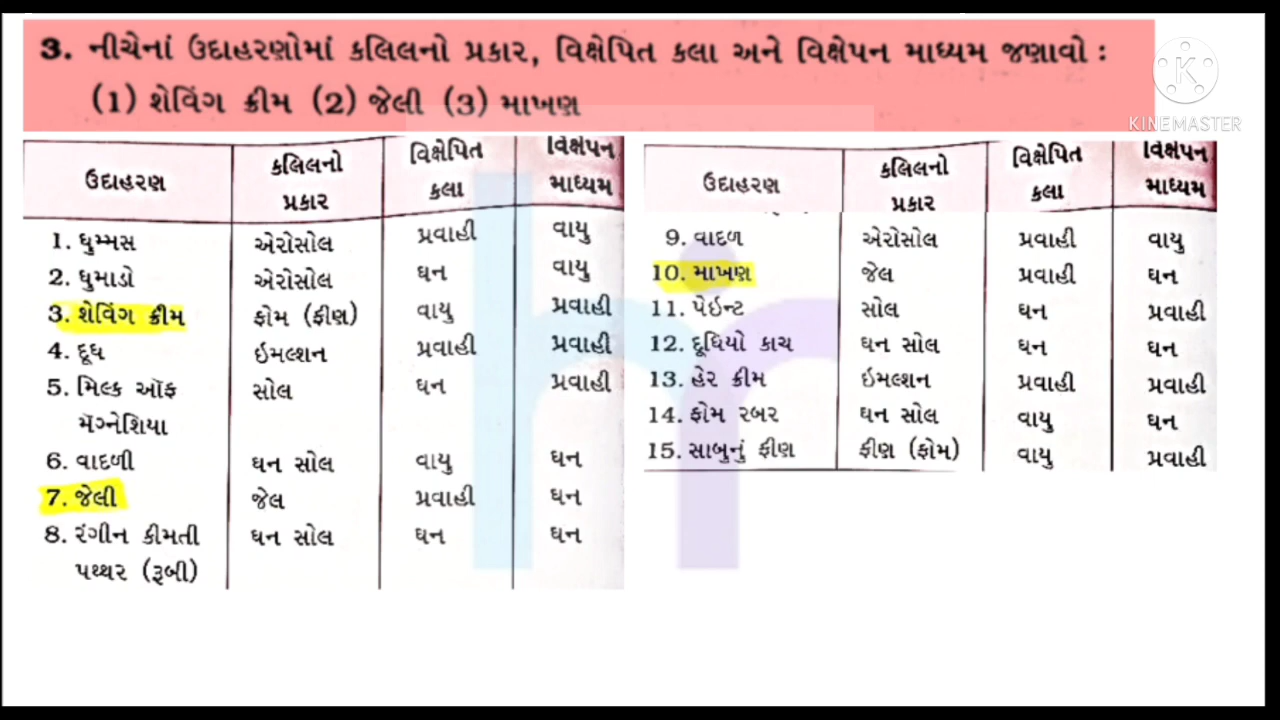 3. નીચેનાં ઉદાહરણોમાં કલિલનો પ્રકાર, વિક્ષેપિત કલા અને વિક્ષેપન માધ્યમ જણાવો :
(1) શેવિંગ ક્રીમ (2) જેલી (3) માખણ
KINEMASTER
ઉદાહરણ કલિલનો પ્રકાર વિક્ષેપિત કલા વિક્ષેપન માધ્યમ
1. ધુમ્મસ એરોસોલ પ્રવાહી વાયુ
2. ધુમાડો એરોસોલ ઘન વાયુ
3. શેવિંગ ક્રીમ ફોમ (ફીણ) વાયુ પ્રવાહી
4. દૂધ ઇમલ્શન પ્રવાહી પ્રવાહી
5. મિલ્ક ઑફ સોલ ઘન પ્રવાહી
મૅગ્નેશિયા
6. વાદળી ઘન સોલ વાયુ ઘન
7. જેલી જેલ પ્રવાહી ઘન
8. રંગીન કીમતી ઘન સોલ ઘન ઘન
પથ્થર (રૂબી)
ઉદાહરણ કલિલનો પ્રકાર વિક્ષેપિત કલા વિક્ષેપન માધ્યમ
9. વાદળ એરોસોલ પ્રવાહી વાયુ
10. માખણ જેલ પ્રવાહી ઘન
11. પેઇન્ટ સોલ ઘન પ્રવાહી
12. દૂધિયો કાચ ઘન સોલ ઘન ઘન
13. હેર ક્રીમ ઇમલ્શન પ્રવાહી પ્રવાહી
14. ફોમ રબર ઘન સોલ વાયુ ઘન
15. સાબુનું ફીણ ફીણ (ફોમ) વાયુ પ્રવાહી